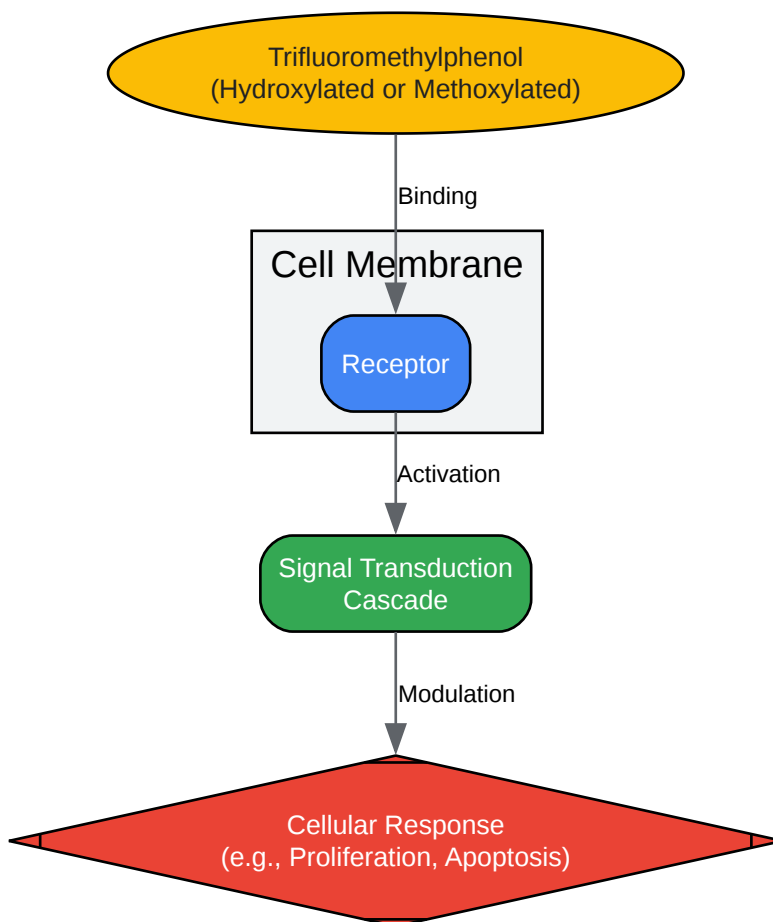 Trifluoromethylphenol
(Hydroxylated or Methoxylated)
Binding
Cell Membrane
Receptor
Activation
Signal Transduction
Cascade
Modulation
Cellular Response
(e.g., Proliferation, Apoptosis)